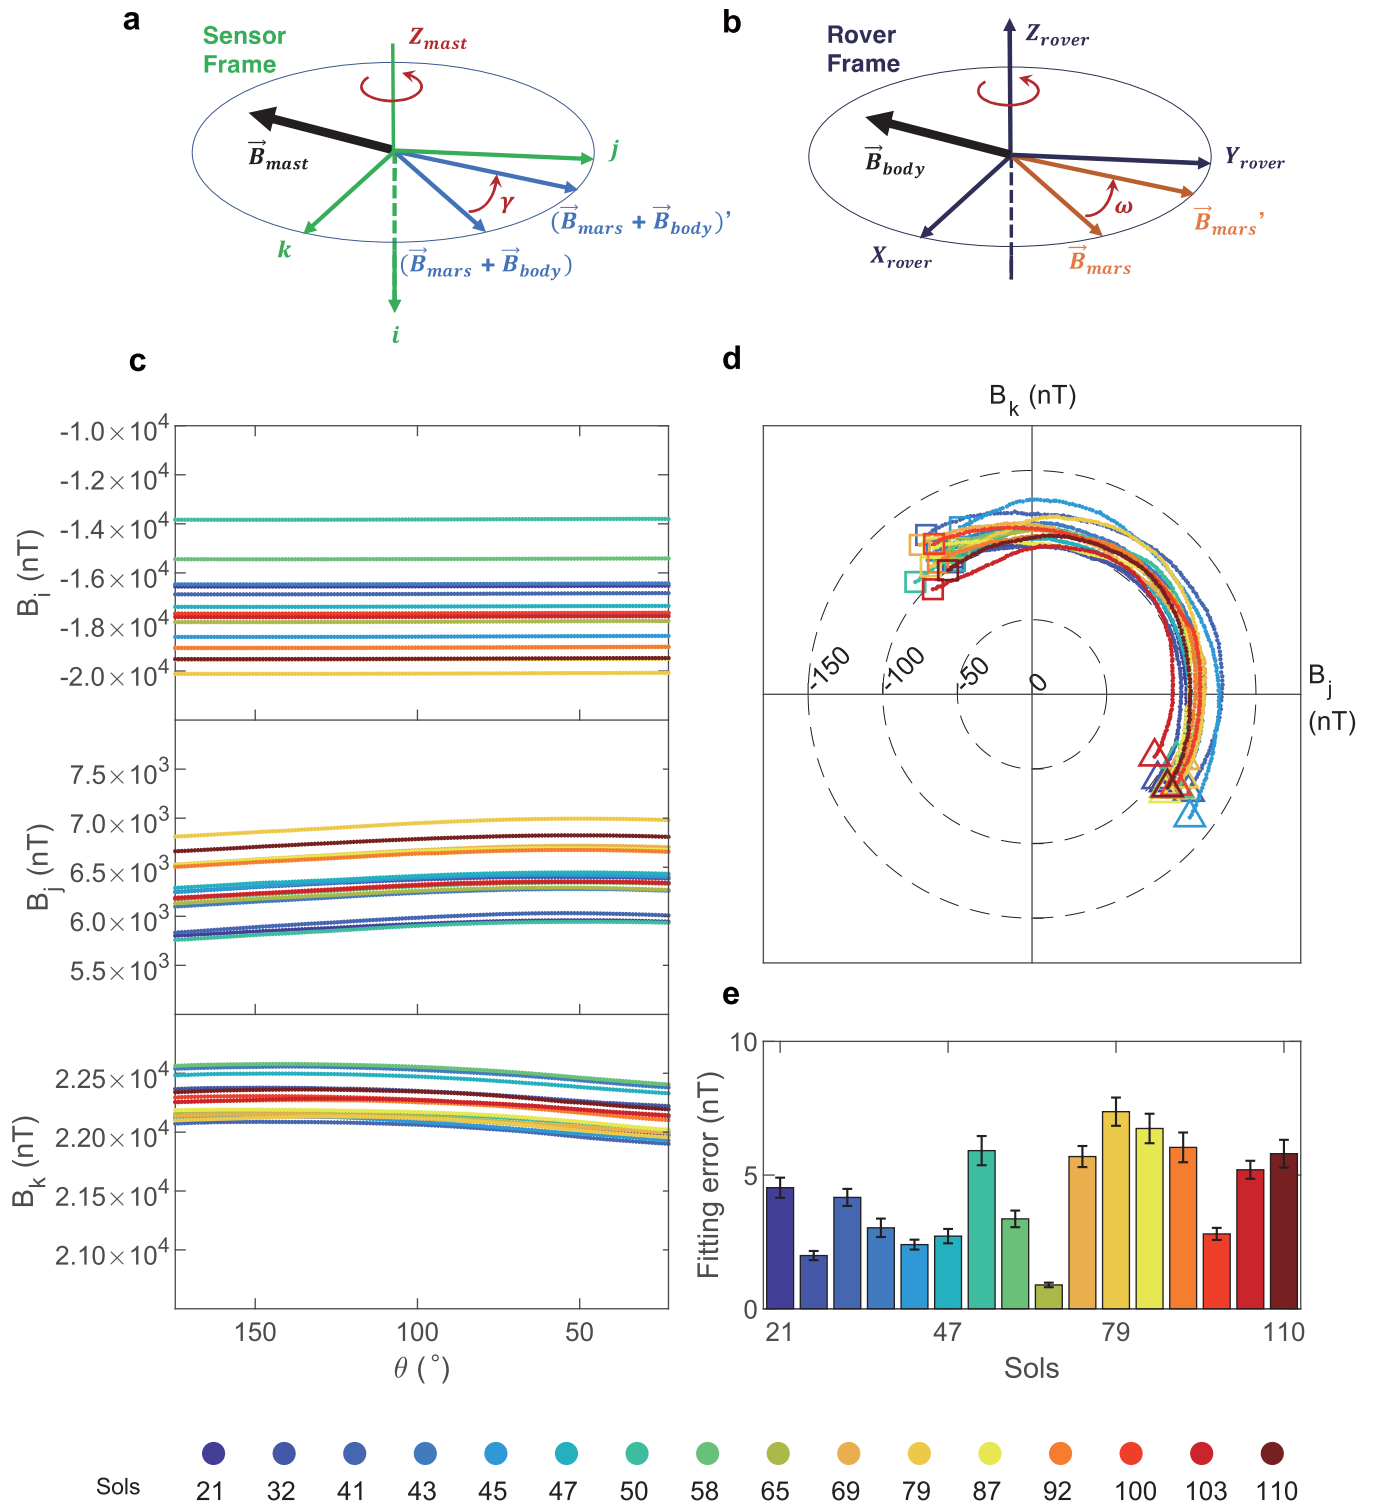 a
Sensor
Frame
Z_mast
B_mast
j
γ
(B_mars + B_body)'
k
(B_mars + B_body)
i
b
Rover
Frame
Z_rover
B_body
Y_rover
ω
B_mars'
X_rover
B_mars
c
-1.0×10^4
-1.2×10^4
-1.4×10^4
-1.6×10^4
-1.8×10^4
-2.0×10^4
B_i (nT)
7.5×10^3
7.0×10^3
6.5×10^3
6.0×10^3
5.5×10^3
B_j (nT)
2.25×10^4
2.20×10^4
2.15×10^4
2.10×10^4
B_k (nT)
150 100 50
θ (°)
d
B_k (nT)
-150 -100 -50 0
B_j
(nT)
e
10
5
0
Fitting error (nT)
21 47 79 110
Sols
Sols 21 32 41 43 45 47 50 58 65 69 79 87 92 100 103 110